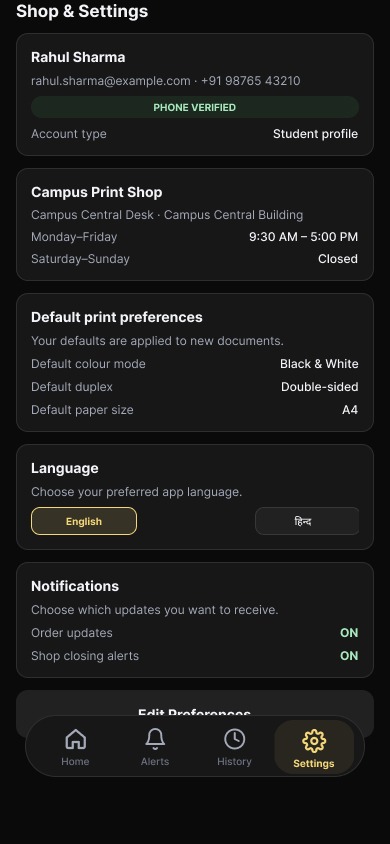 Shop & Settings
Rahul Sharma
rahul.sharma@example.com · +91 98765 43210
PHONE VERIFIED
Account type Student profile
Campus Print Shop
Campus Central Desk · Campus Central Building
Monday–Friday 9:30 AM – 5:00 PM
Saturday–Sunday Closed
Default print preferences
Your defaults are applied to new documents.
Default colour mode Black & White
Default duplex Double-sided
Default paper size A4
Language
Choose your preferred app language.
English हिन्द
Notifications
Choose which updates you want to receive.
Order updates ON
Shop closing alerts ON
Edit Preferences
Home Alerts History Settings